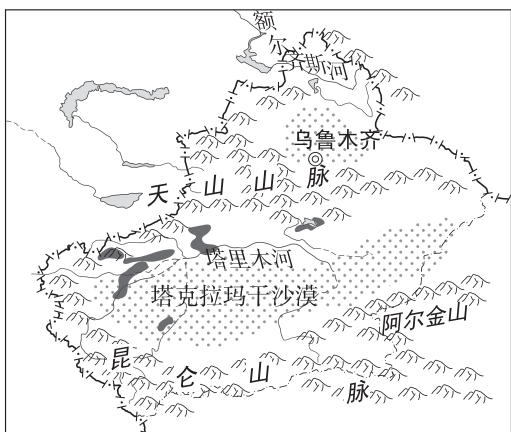 额尔齐斯河
乌鲁木齐
天山山脉
塔里木河
塔克拉玛干沙漠
阿尔金山
昆仑山脉